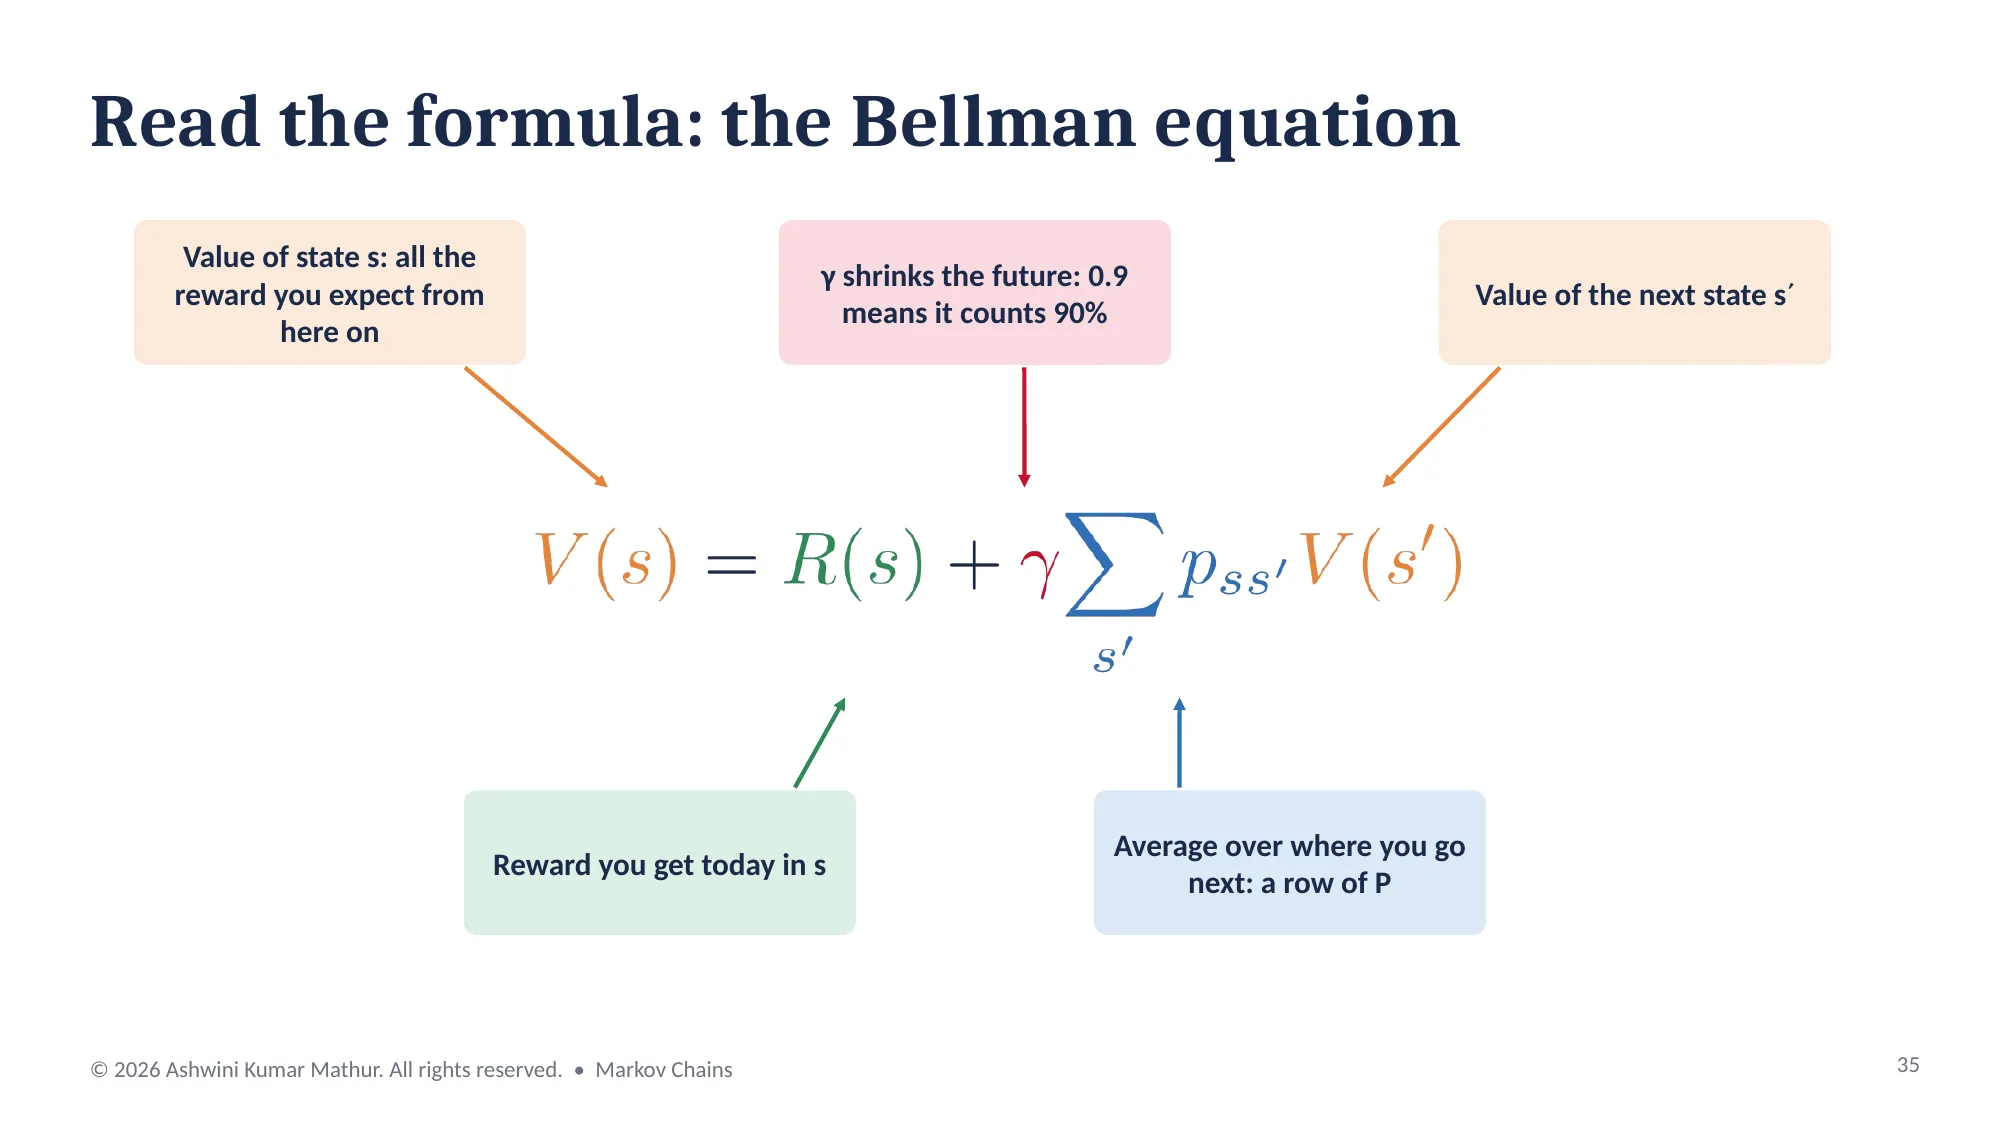 Read the formula: the Bellman equation
Value of state s: all the
reward you expect from
here on
γ shrinks the future: 0.9
means it counts 90%
Value of the next state s′
V(s) = R(s) + γ ∑ p_{ss′} V(s′)
s′
Reward you get today in s
Average over where you go
next: a row of P
© 2026 Ashwini Kumar Mathur. All rights reserved. • Markov Chains
35